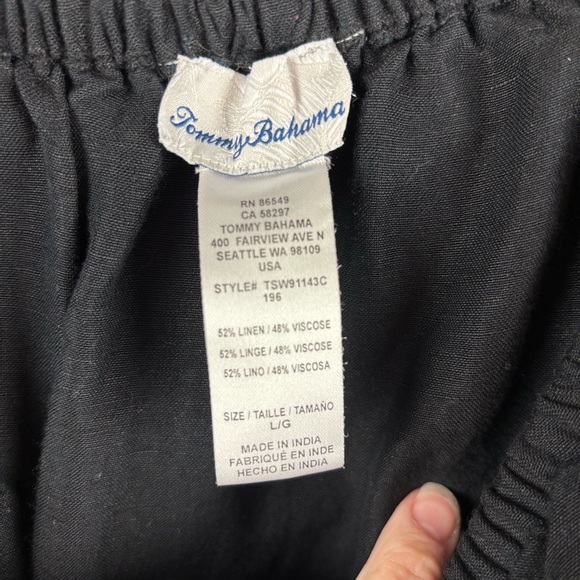 Tommy Bahama
RN 86549
CA 58297
TOMMY BAHAMA
400 FAIRVIEW AVE N
SEATTLE WA 98109
USA
STYLE# TSW91143C
196
52% LINEN / 48% VISCOSE
52% LINGE / 48% VISCOSE
52% LINO / 48% VISCOSA
SIZE / TAILLE / TAMAÑO
L/G
MADE IN INDIA
FABRIQUÉ EN INDE
HECHO EN INDIA